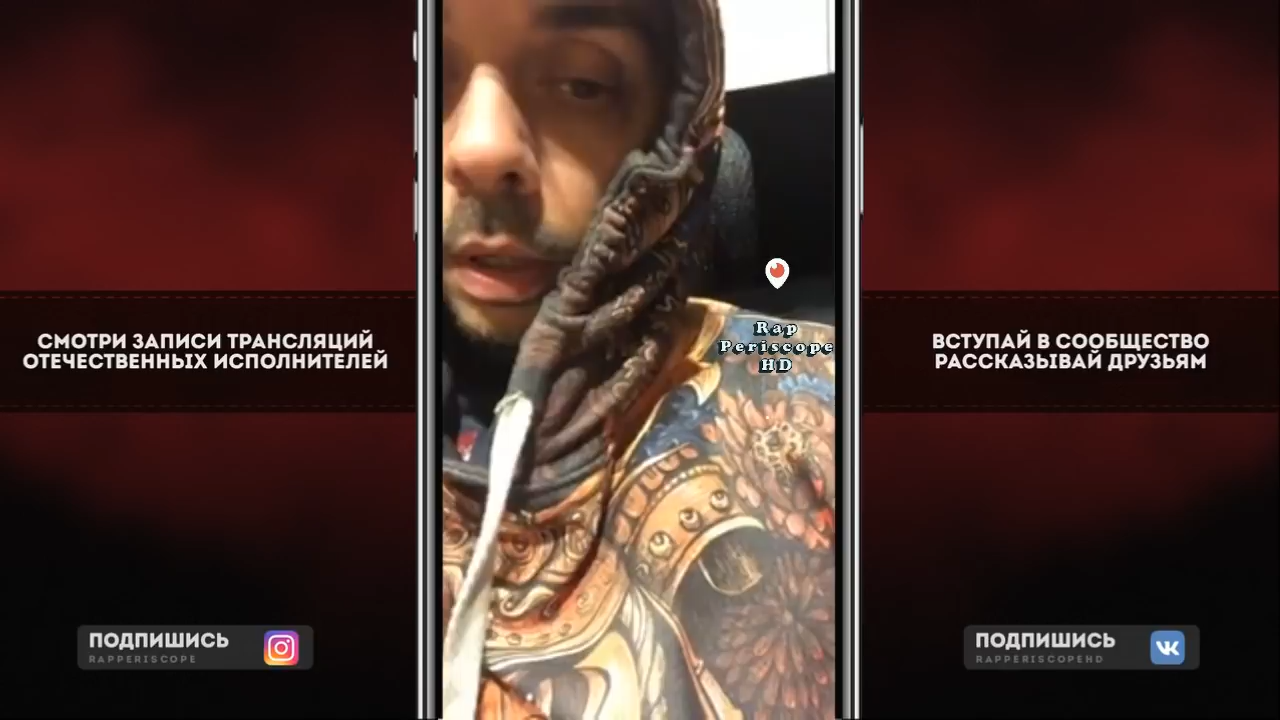 СМОТРИ ЗАПИСИ ТРАНСЛЯЦИЙ
ОТЕЧЕСТВЕННЫХ ИСПОЛНИТЕЛЕЙ
Rap
Periscope
HD
ВСТУПАЙ В СООБЩЕСТВО
РАССКАЗЫВАЙ ДРУЗЬЯМ
ПОДПИШИСЬ
RAPPERISCOPE
ПОДПИШИСЬ
RAPPERISCOPEHD